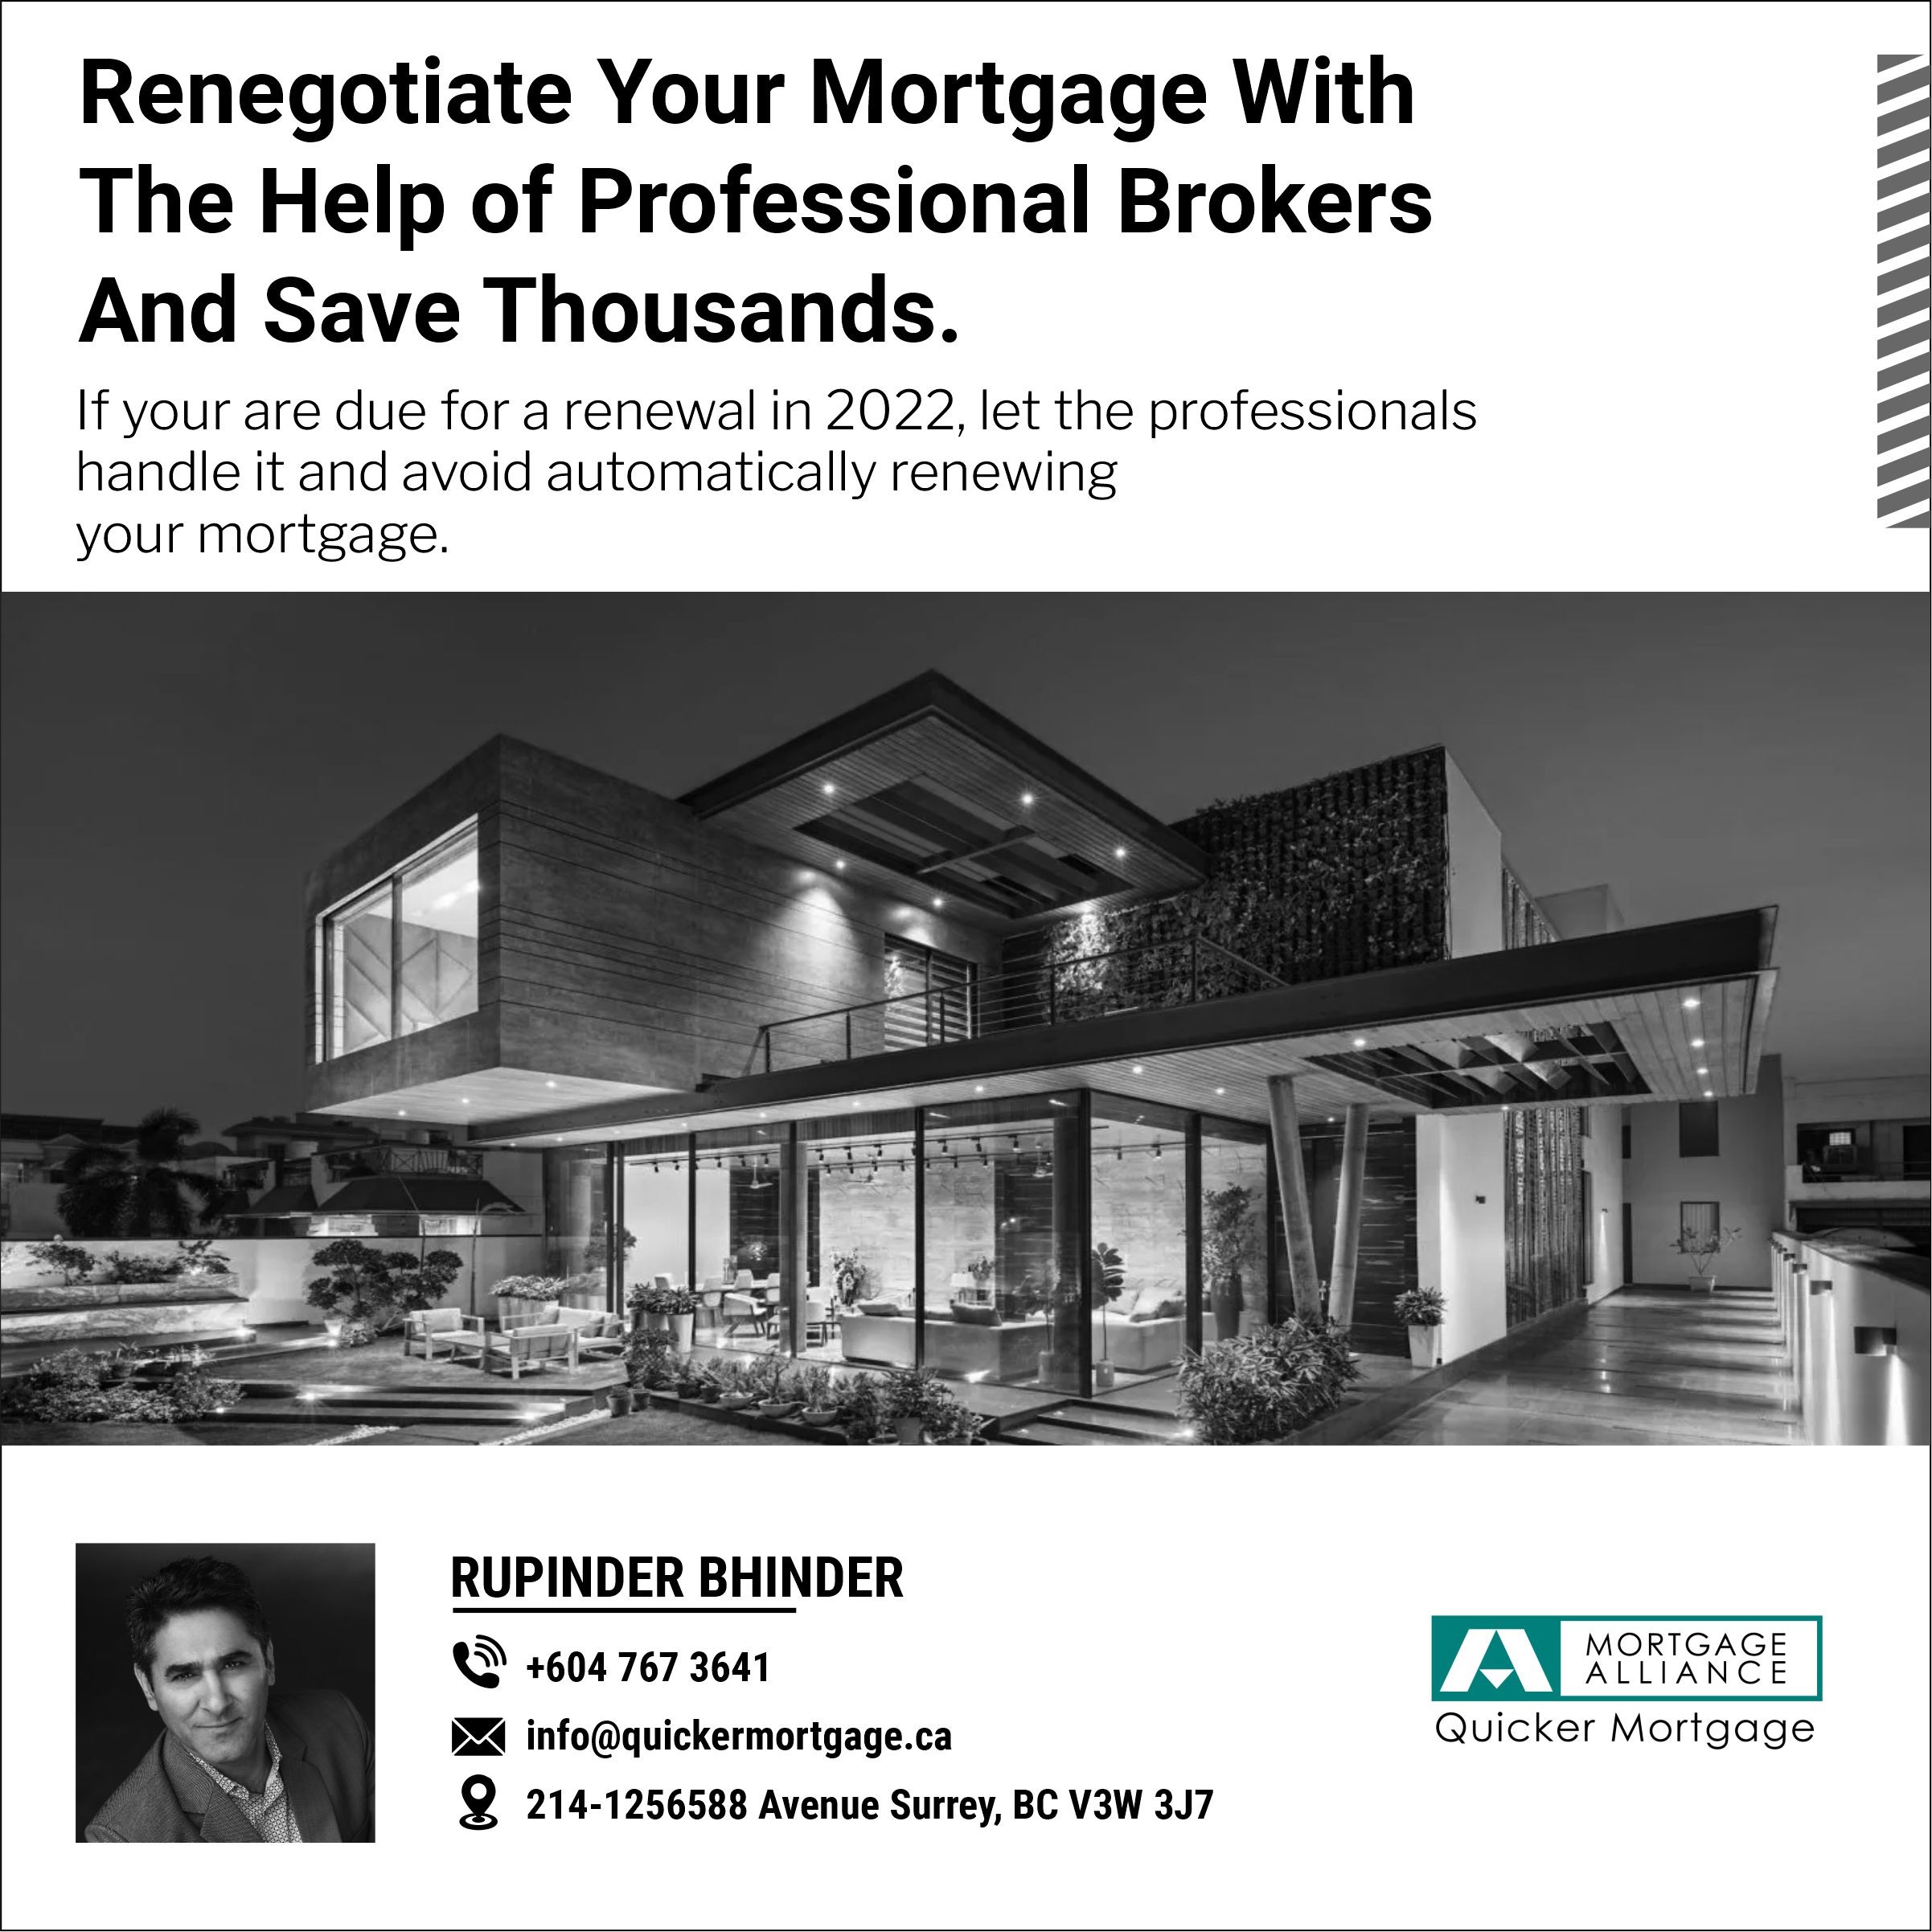 Renegotiate Your Mortgage With
The Help of Professional Brokers
And Save Thousands.
If your are due for a renewal in 2022, let the professionals
handle it and avoid automatically renewing
your mortgage.
RUPINDER BHINDER
+604 767 3641
info@quickermortgage.ca
214-1256588 Avenue Surrey, BC V3W 3J7
MORTGAGE
ALLIANCE
Quicker Mortgage